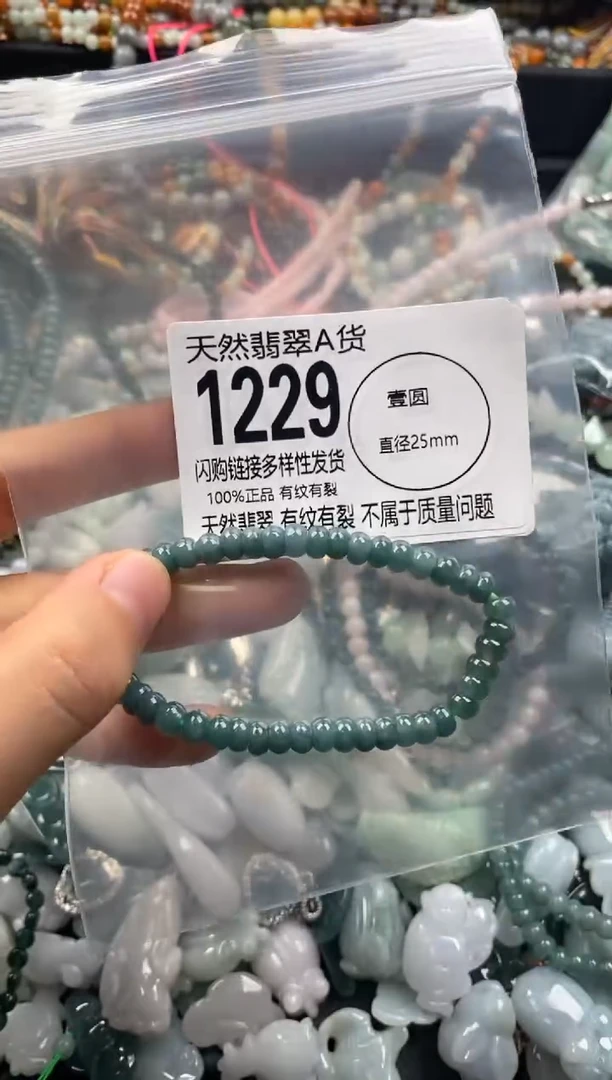 天然翡翠A货
1229
壹圆
直径25mm
闪购链接多样性发货
100%正品 有纹有裂
天然翡翠 有纹有裂 不属于质量问题